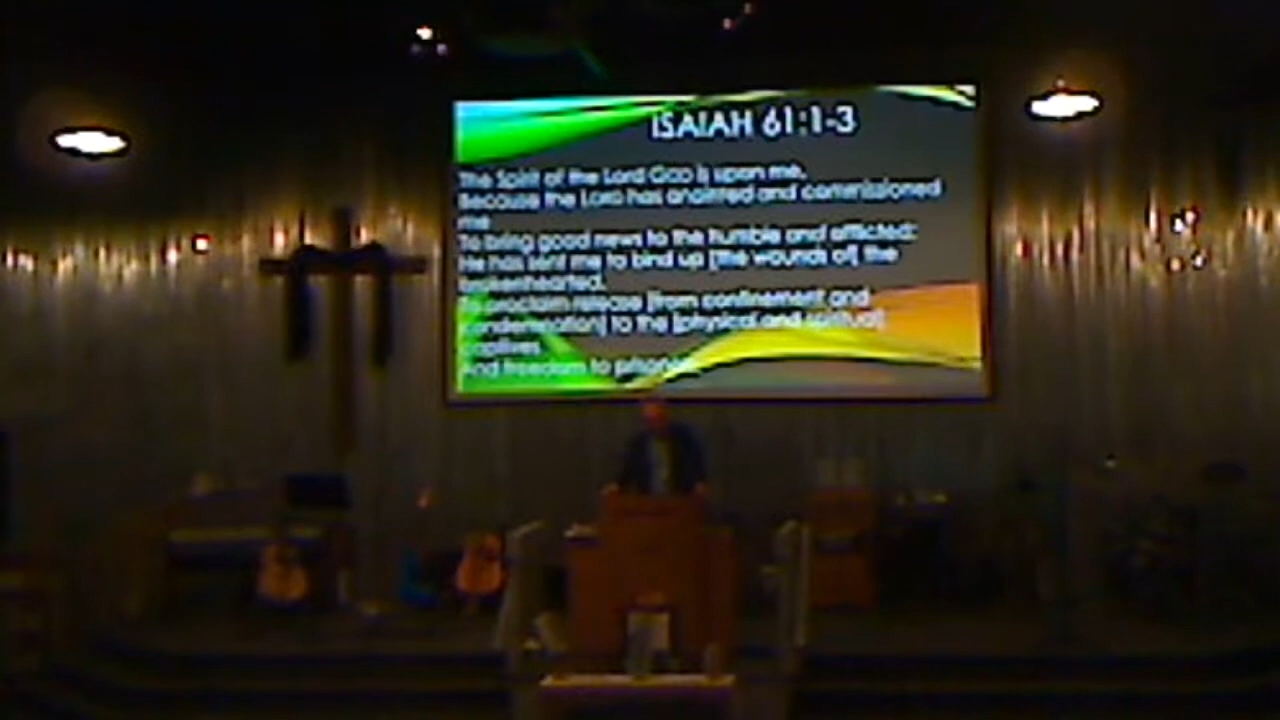 ISAIAH 61:1-3
The Spirit of the Lord GOD is upon me,
Because the LORD has anointed and commissioned
me
To bring good news to the humble and afflicted;
He has sent me to bind up [the wounds of] the
brokenhearted,
To proclaim release [from confinement and
condemnation] to the [physical and spiritual]
captives
And freedom to prisoners